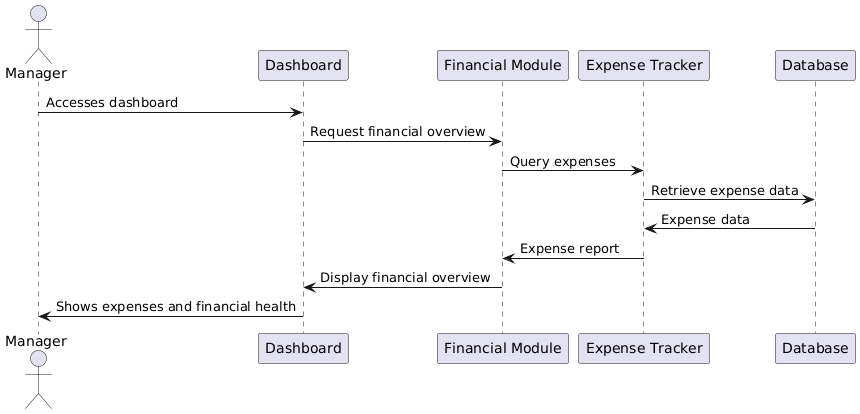 Manager
Dashboard
Financial Module
Expense Tracker
Database
Accesses dashboard
Request financial overview
Query expenses
Retrieve expense data
Expense data
Expense report
Display financial overview
Shows expenses and financial health
Manager
Dashboard
Financial Module
Expense Tracker
Database